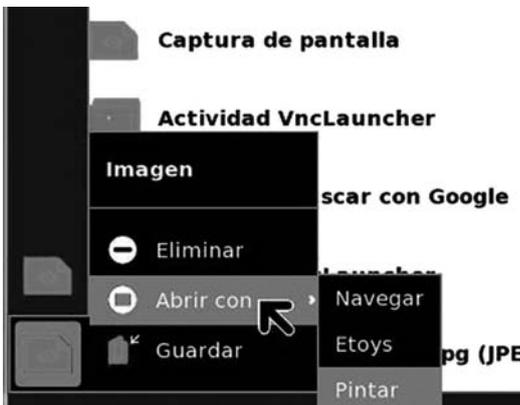 Captura de pantalla
Actividad VncLauncher
Imagen
scar con Google
Eliminar
Abrir con
Navegar
Etoys
pg (JPE
Guardar
Pintar